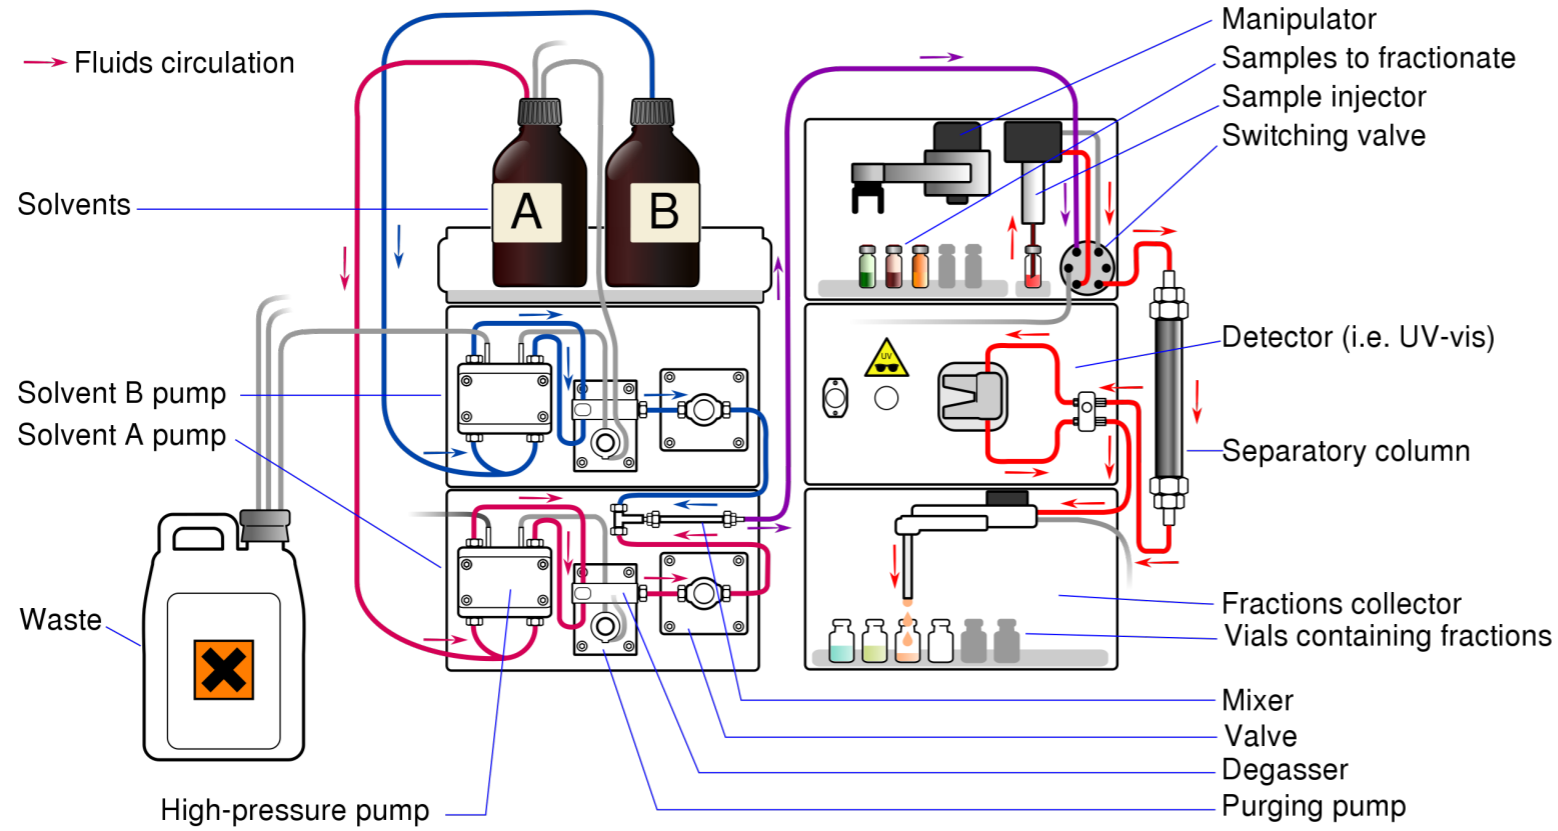 Manipulator
Samples to fractionate
Fluids circulation
Sample injector
Switching valve
Solvents
A
B
UV
Detector (i.e. UV-vis)
Solvent B pump
Solvent A pump
Separatory column
Waste
Fractions collector
Vials containing fractions
Mixer
Valve
Degasser
High-pressure pump
Purging pump